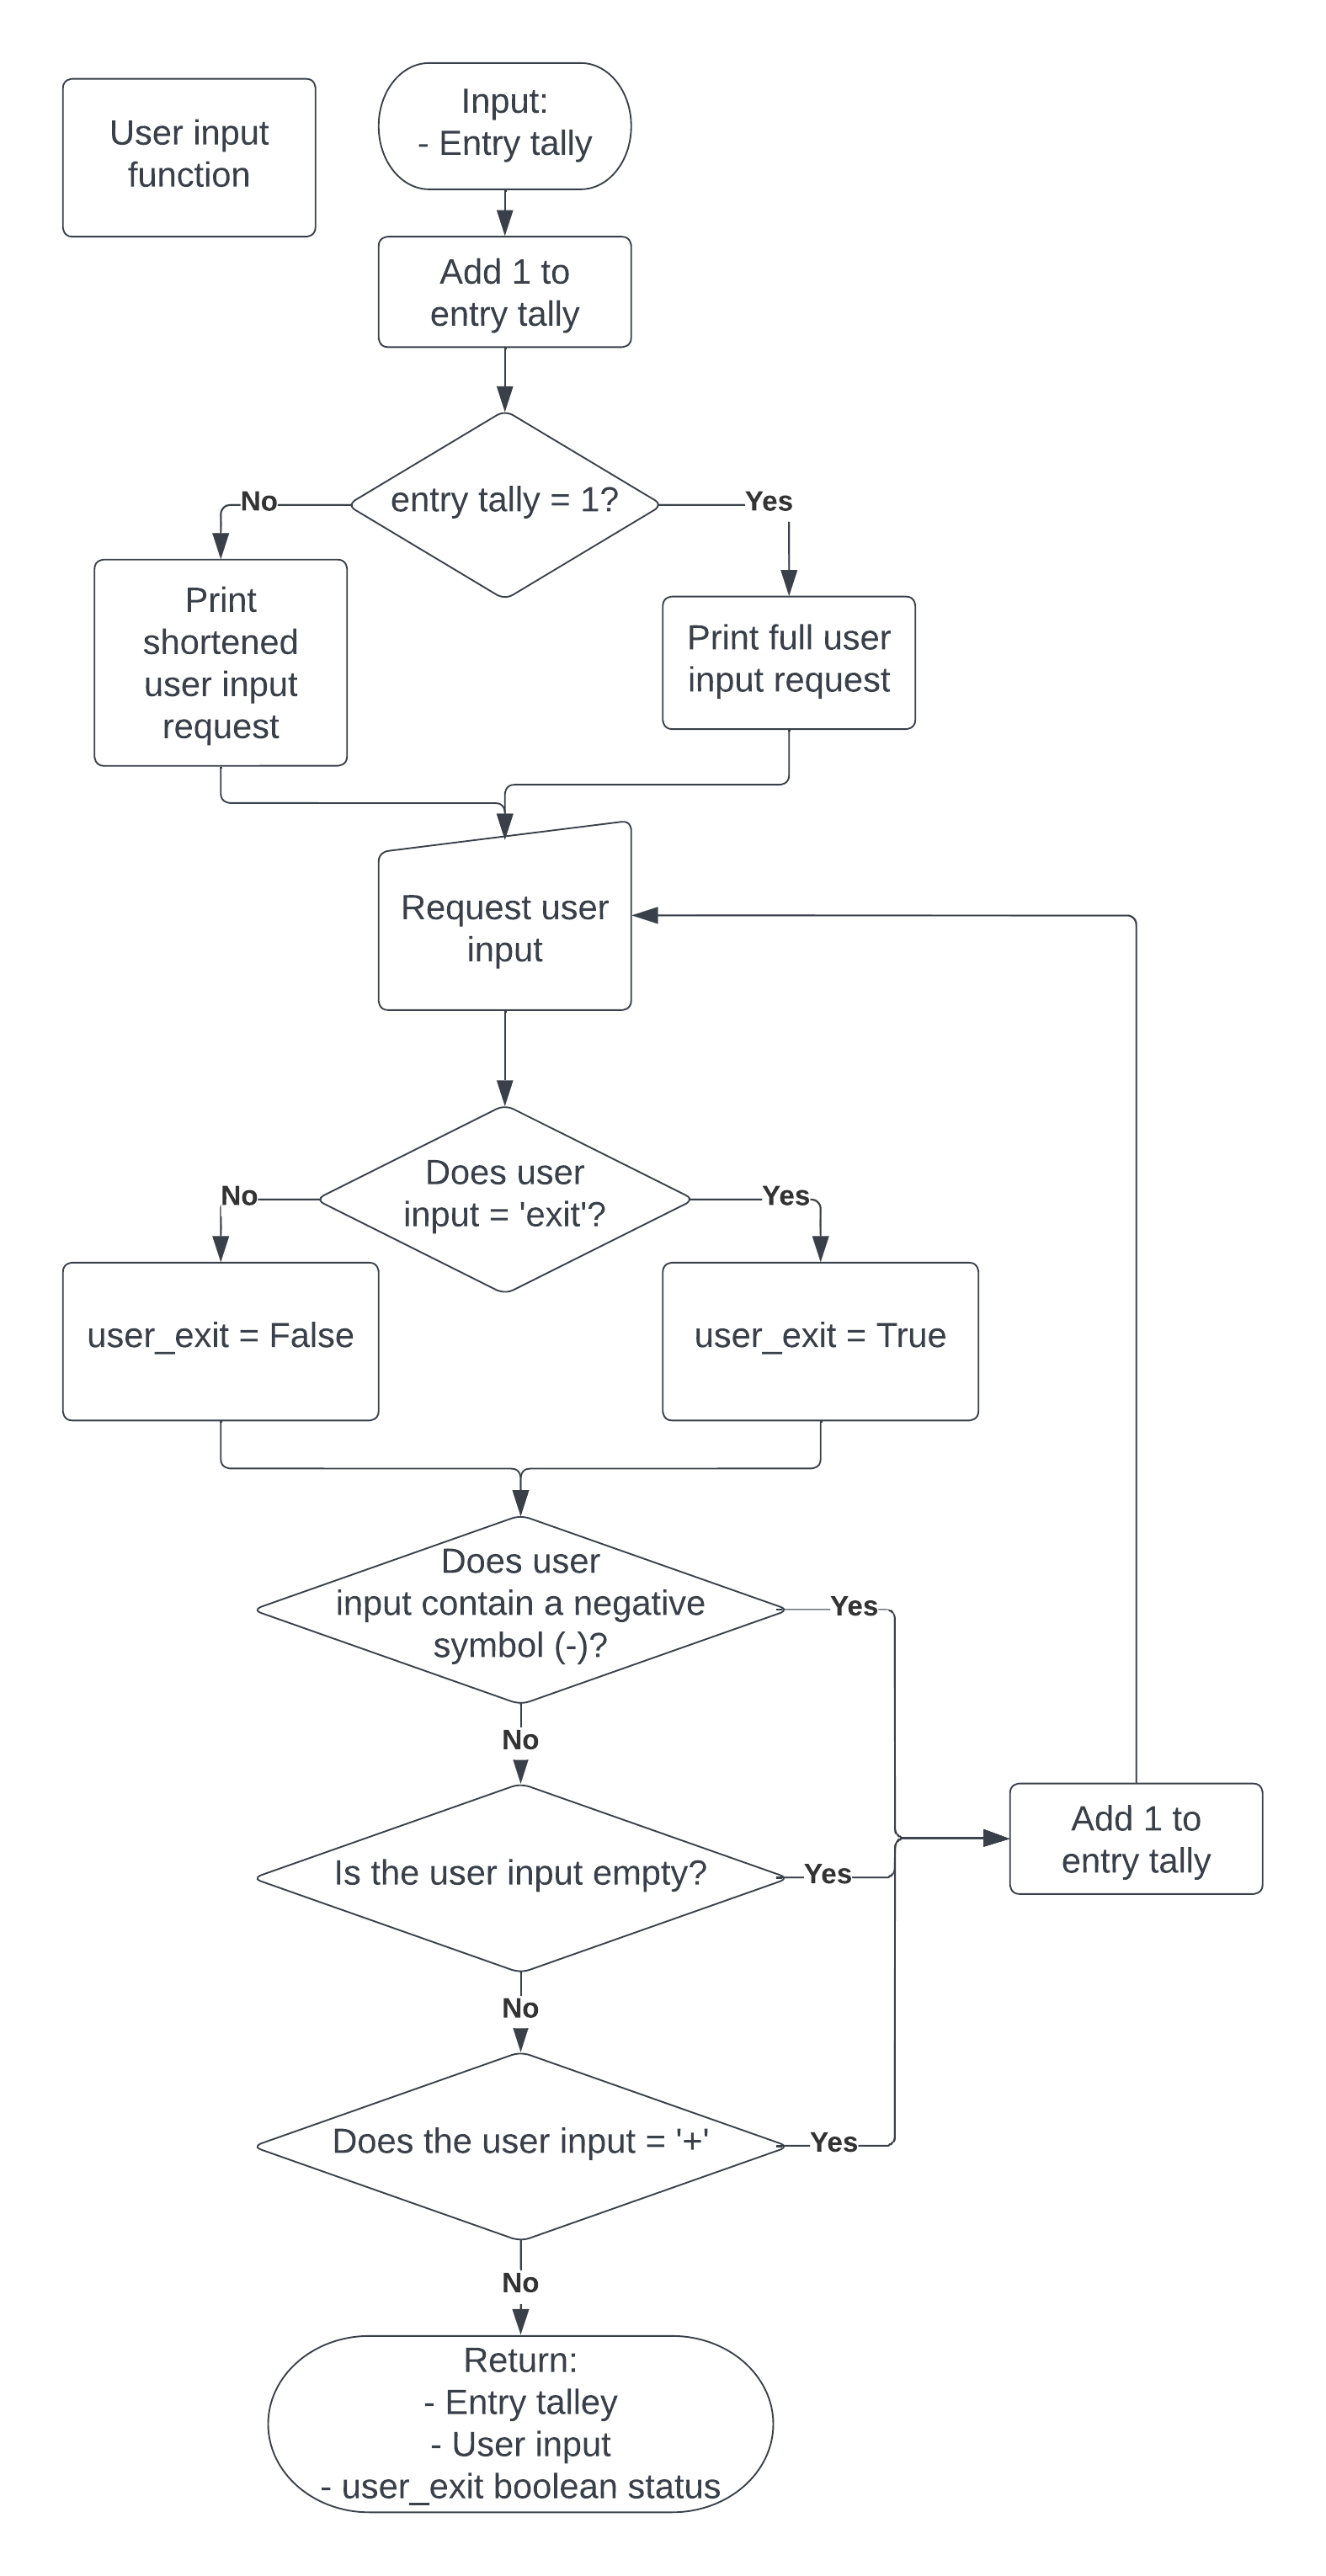 User input
function
Input:
- Entry tally
Add 1 to
entry tally
entry tally = 1?
No
Yes
Print
shortened
user input
request
Print full user
input request
Request user
input
Does user
input = 'exit'?
No
Yes
user_exit = False
user_exit = True
Does user
input contain a negative
symbol (-)?
Yes
No
Is the user input empty?
Yes
Add 1 to
entry tally
No
Does the user input = '+'
Yes
No
Return:
- Entry talley
- User input
- user_exit boolean status